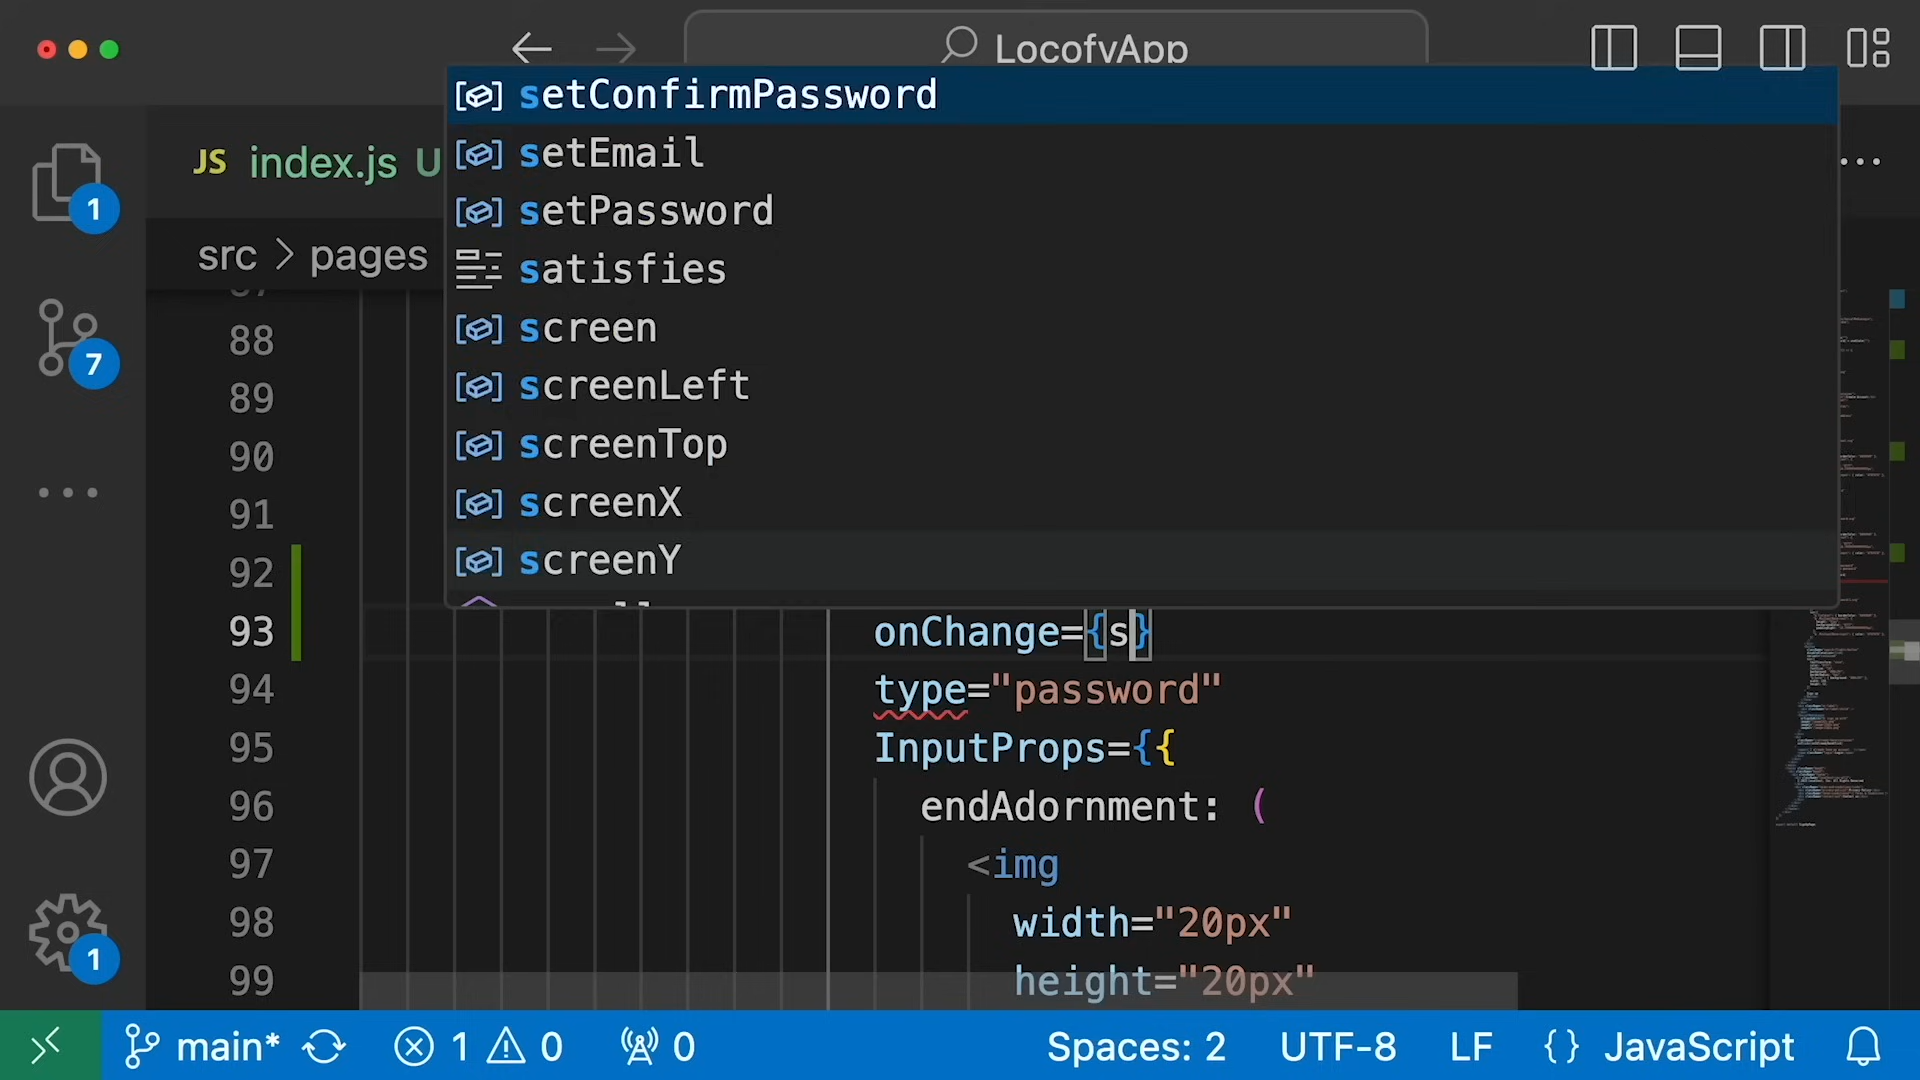 LocofyApp
JS index.js U
src > pages
setConfirmPassword
setEmail
setPassword
satisfies
screen
screenLeft
screenTop
screenX
screenY
1
7
1
88
89
90
91
92
93 onChange={s}
94 type="password"
95 InputProps={{
96 endAdornment: (
97 <img
98 width="20px"
99 height="20px"
main* 1 0 0 Spaces: 2 UTF-8 LF {} JavaScript